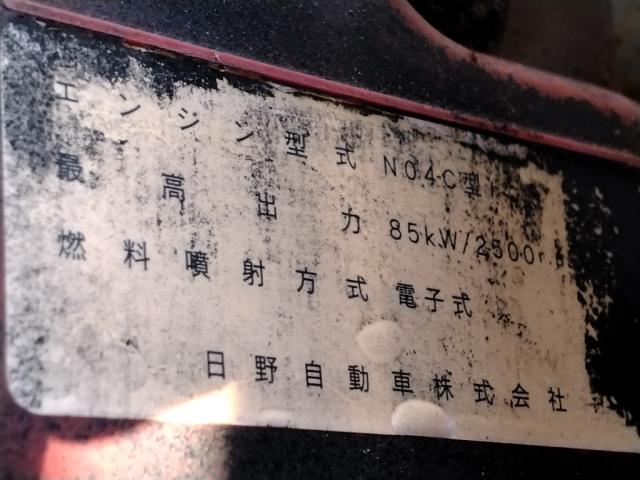 エンジン型式 N04C型
最高出力 85kW/2500r
燃料噴射方式 電子式
日野自動車株式会社